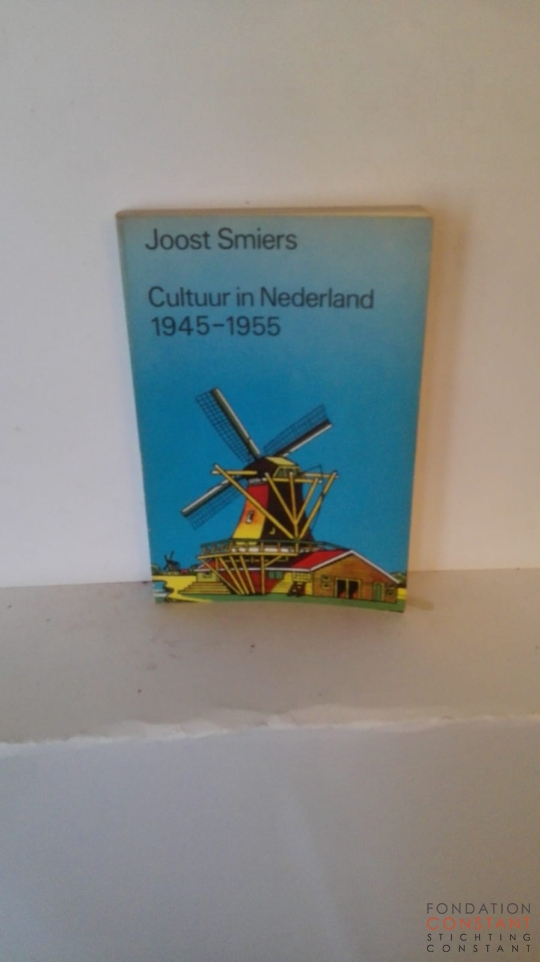 Joost Smiers
Cultuur in Nederland
1945-1955
FONDATION
CONSTANT
STICHTING
CONSTANT